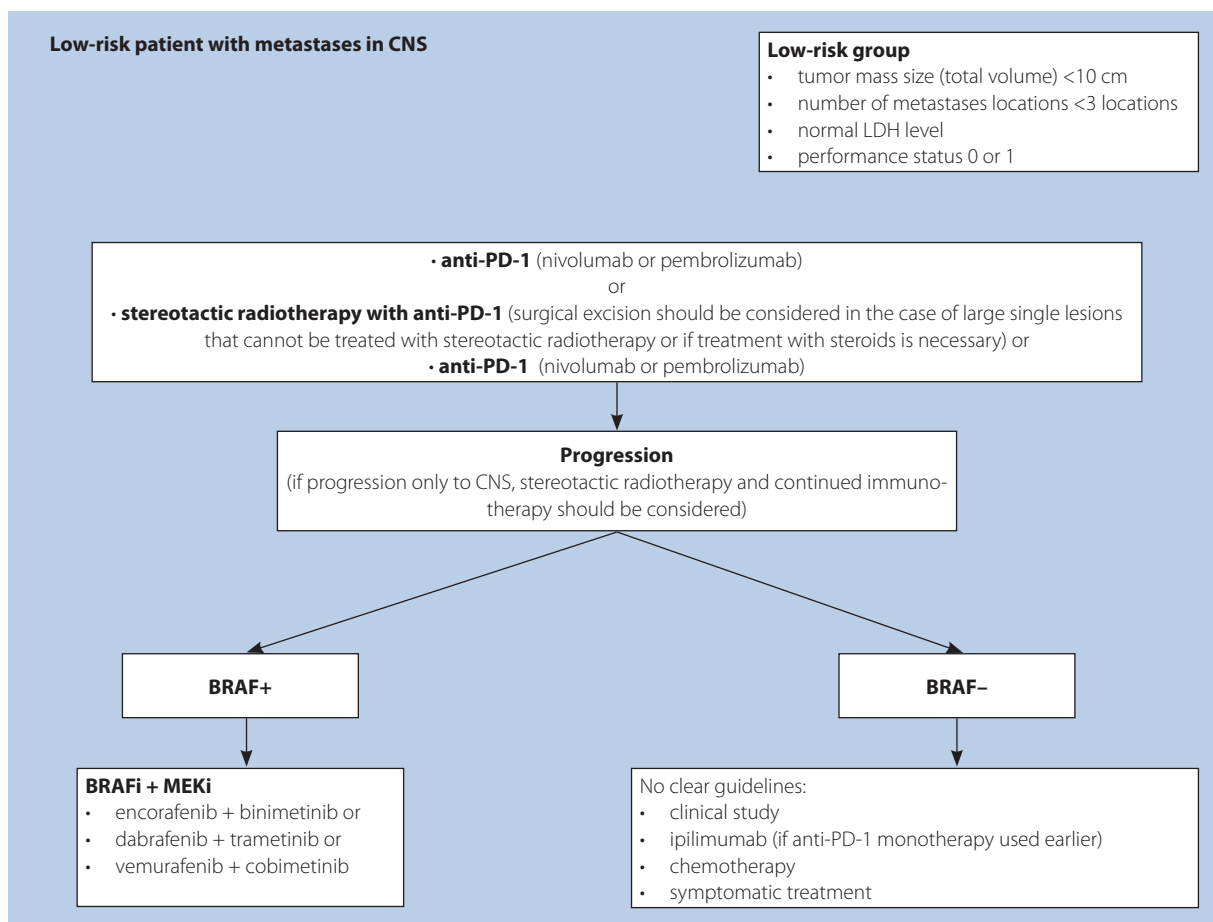 Low-risk patient with metastases in CNS
Low-risk group
• tumor mass size (total volume) <10 cm
• number of metastases locations <3 locations
• normal LDH level
• performance status 0 or 1
• anti-PD-1 (nivolumab or pembrolizumab)
or
• stereotactic radiotherapy with anti-PD-1 (surgical excision should be considered in the case of large single lesions
that cannot be treated with stereotactic radiotherapy or if treatment with steroids is necessary) or
• anti-PD-1 (nivolumab or pembrolizumab)
Progression
(if progression only to CNS, stereotactic radiotherapy and continued immuno-
therapy should be considered)
BRAF+
BRAF–
BRAFi + MEKi
• encorafenib + binimetinib or
• dabrafenib + trametinib or
• vemurafenib + cobimetinib
No clear guidelines:
• clinical study
• ipilimumab (if anti-PD-1 monotherapy used earlier)
• chemotherapy
• symptomatic treatment